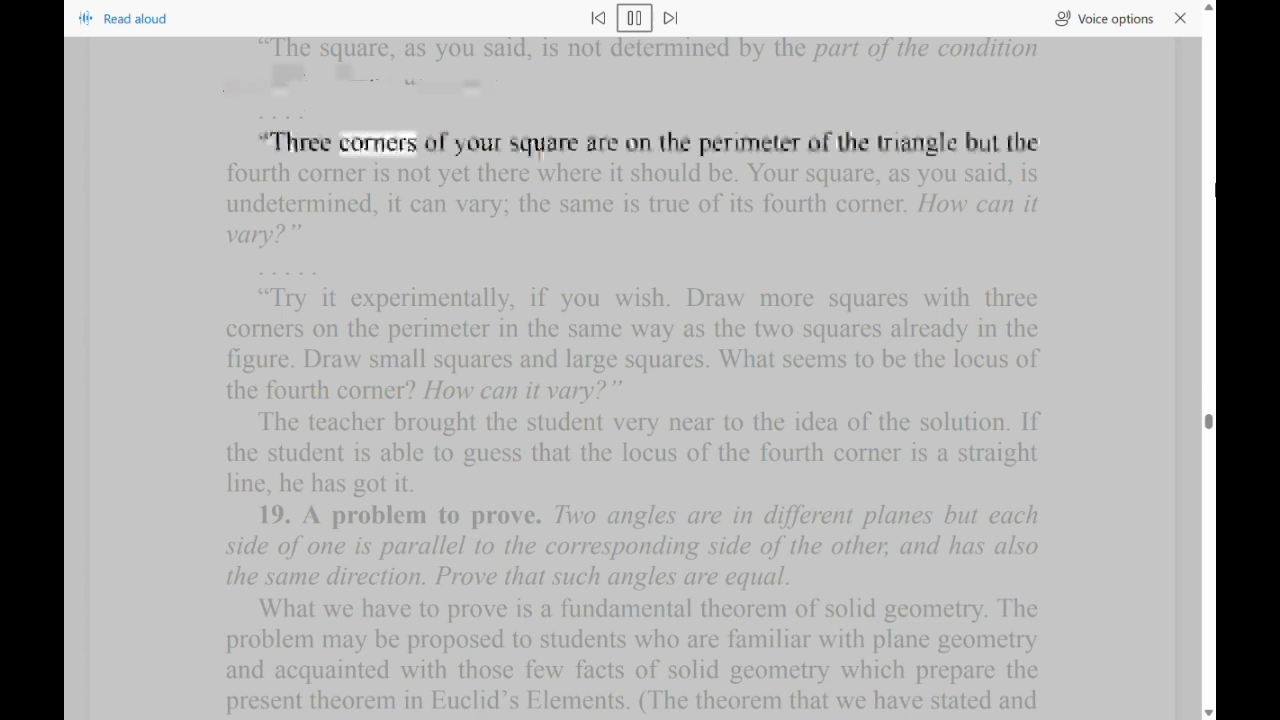 Read aloud
Voice options
“The square, as you said, is not determined by the part of the condition
. . . .
“Three corners of your square are on the perimeter of the triangle but the
fourth corner is not yet there where it should be. Your square, as you said, is
undetermined, it can vary; the same is true of its fourth corner. How can it
vary?”
. . . . .
“Try it experimentally, if you wish. Draw more squares with three
corners on the perimeter in the same way as the two squares already in the
figure. Draw small squares and large squares. What seems to be the locus of
the fourth corner? How can it vary?”
The teacher brought the student very near to the idea of the solution. If
the student is able to guess that the locus of the fourth corner is a straight
line, he has got it.
19. A problem to prove. Two angles are in different planes but each
side of one is parallel to the corresponding side of the other, and has also
the same direction. Prove that such angles are equal.
What we have to prove is a fundamental theorem of solid geometry. The
problem may be proposed to students who are familiar with plane geometry
and acquainted with those few facts of solid geometry which prepare the
present theorem in Euclid’s Elements. (The theorem that we have stated and